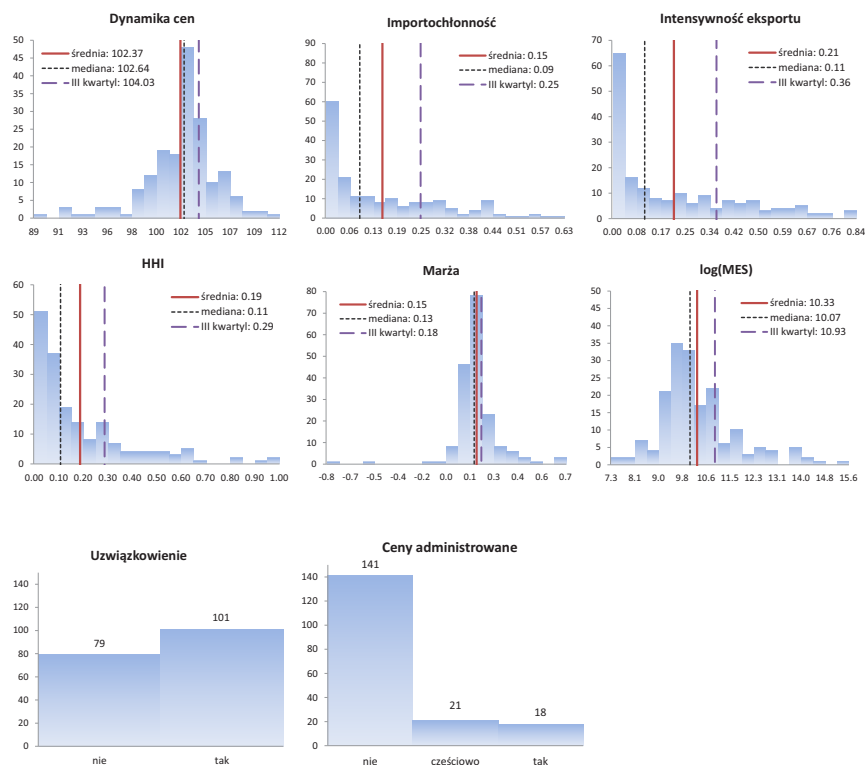 Dynamika cen
średnia: 102.37
mediana: 102.64
III kwartyl: 104.03
50
45
40
35
30
25
20
15
10
5
0
89 91 93 96 98 100 103 105 107 109 112
Importochłonność
średnia: 0.15
mediana: 0.09
III kwartyl: 0.25
90
80
70
60
50
40
30
20
10
0
0.00 0.06 0.13 0.19 0.25 0.31 0.38 0.44 0.50 0.57 0.63
Intensywność eksportu
średnia: 0.21
mediana: 0.11
III kwartyl: 0.36
70
60
50
40
30
20
10
0
0.00 0.08 0.17 0.25 0.34 0.42 0.50 0.59 0.67 0.76 0.84
HHI
średnia: 0.19
mediana: 0.11
III kwartyl: 0.29
60
50
40
30
20
10
0
0.00 0.10 0.20 0.30 0.40 0.50 0.60 0.70 0.80 0.90 1.00
Marża
średnia: 0.15
mediana: 0.13
III kwartyl: 0.18
80
70
60
50
40
30
20
10
0
-0.8 -0.7 -0.5 -0.4 -0.2 0.0 0.1 0.3 0.4 0.6 0.7
log(MES)
średnia: 10.33
mediana: 10.07
III kwartyl: 10.93
50
45
40
35
30
25
20
15
10
5
0
7.3 8.1 9.0 9.8 10.6 11.5 12.3 13.1 14.0 14.8 15.6
Uzwiązkowienie
140
120
100
80
60
40
20
0
79
101
nie tak
Ceny administrowane
140
120
100
80
60
40
20
0
141
21
18
nie cześciowo tak